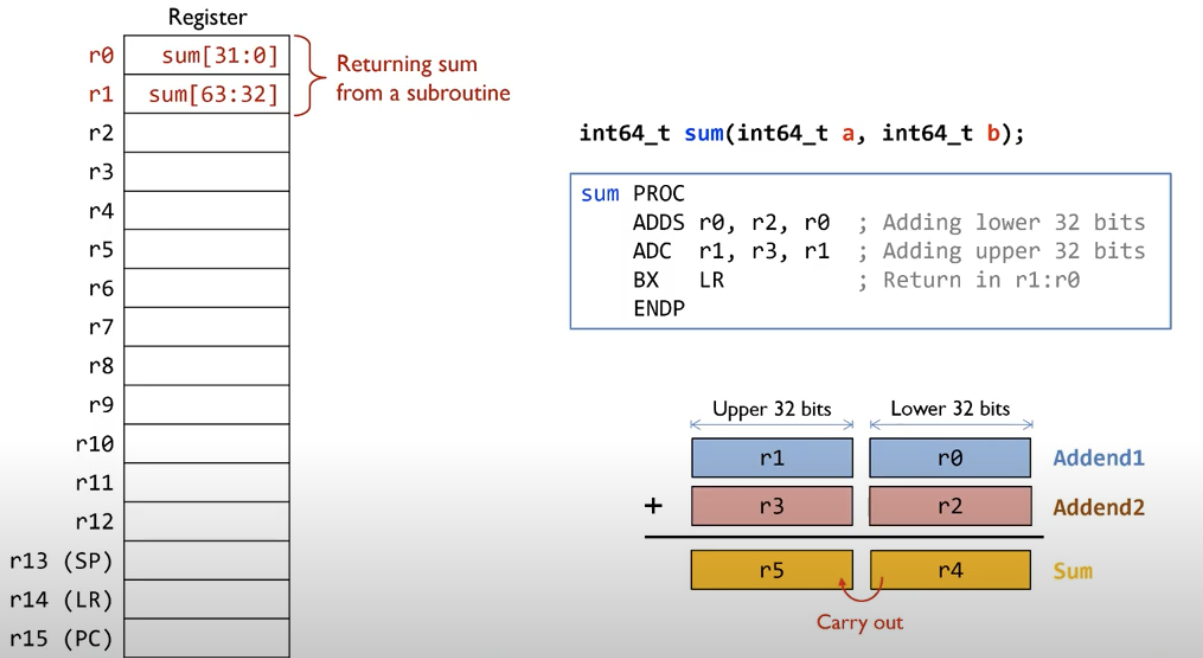 Register
r0 sum[31:0]
r1 sum[63:32]
r2
r3
r4
r5
r6
r7
r8
r9
r10
r11
r12
r13 (SP)
r14 (LR)
r15 (PC)
Returning sum
from a subroutine
int64_t sum(int64_t a, int64_t b);
sum PROC
ADDS r0, r2, r0 ; Adding lower 32 bits
ADC r1, r3, r1 ; Adding upper 32 bits
BX LR ; Return in r1:r0
ENDP
Upper 32 bits Lower 32 bits
r1 r0 Addend1
+ r3 r2 Addend2
r5 r4 Sum
Carry out